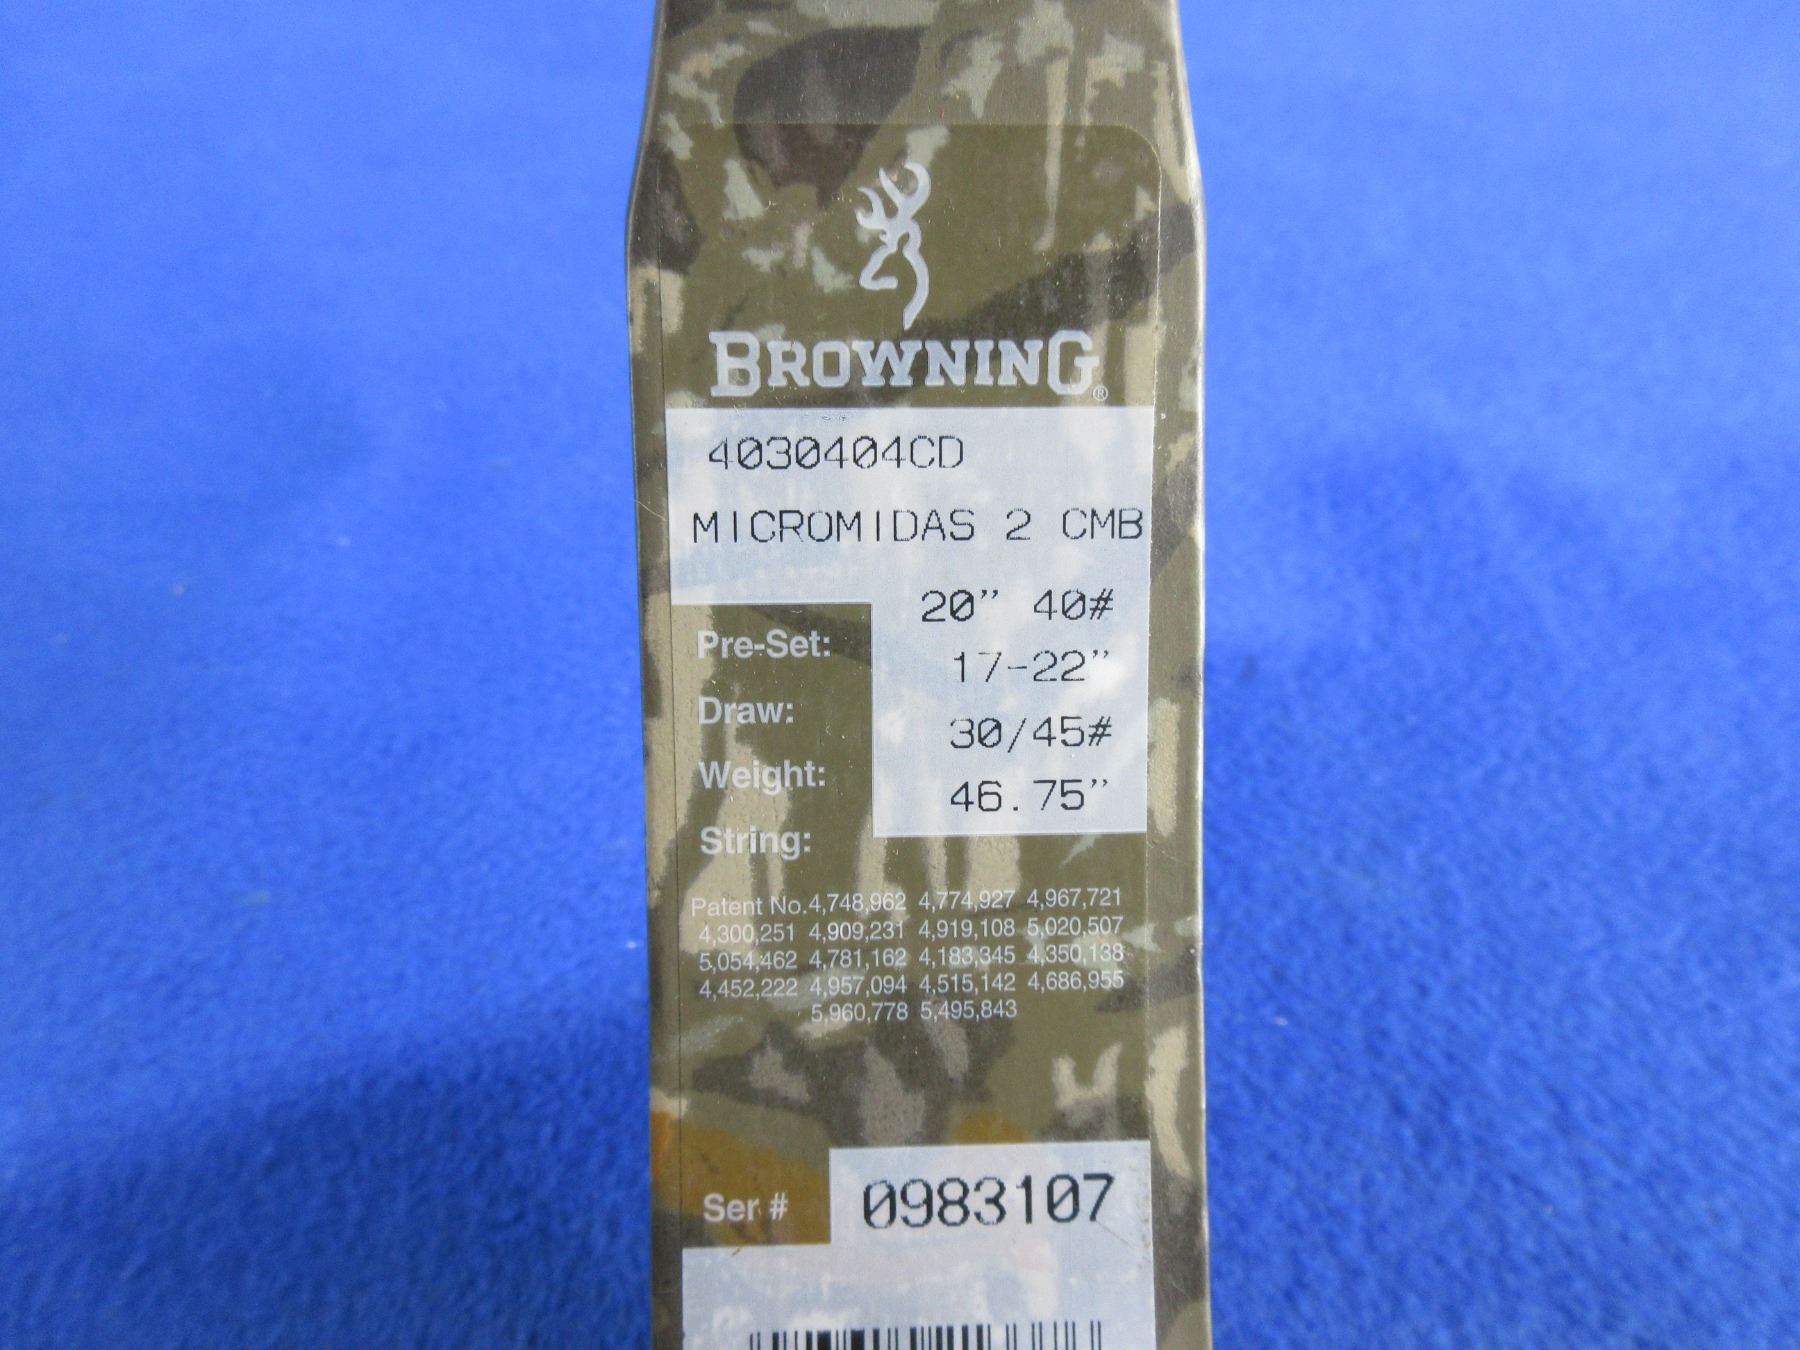 BROWNING®
4030404CD
MICROMIDAS 2 CMB
Pre-Set: 20” 40#
Draw: 17-22”
Weight: 30/45#
String: 46.75”
Patent No. 4,748,962 4,774,927 4,967,721
4,300,251 4,909,231 4,919,108 5,020,507
5,054,462 4,781,162 4,183,345 4,350,138
4,452,222 4,957,094 4,515,142 4,686,955
5,960,778 5,495,843
Ser # 0983107